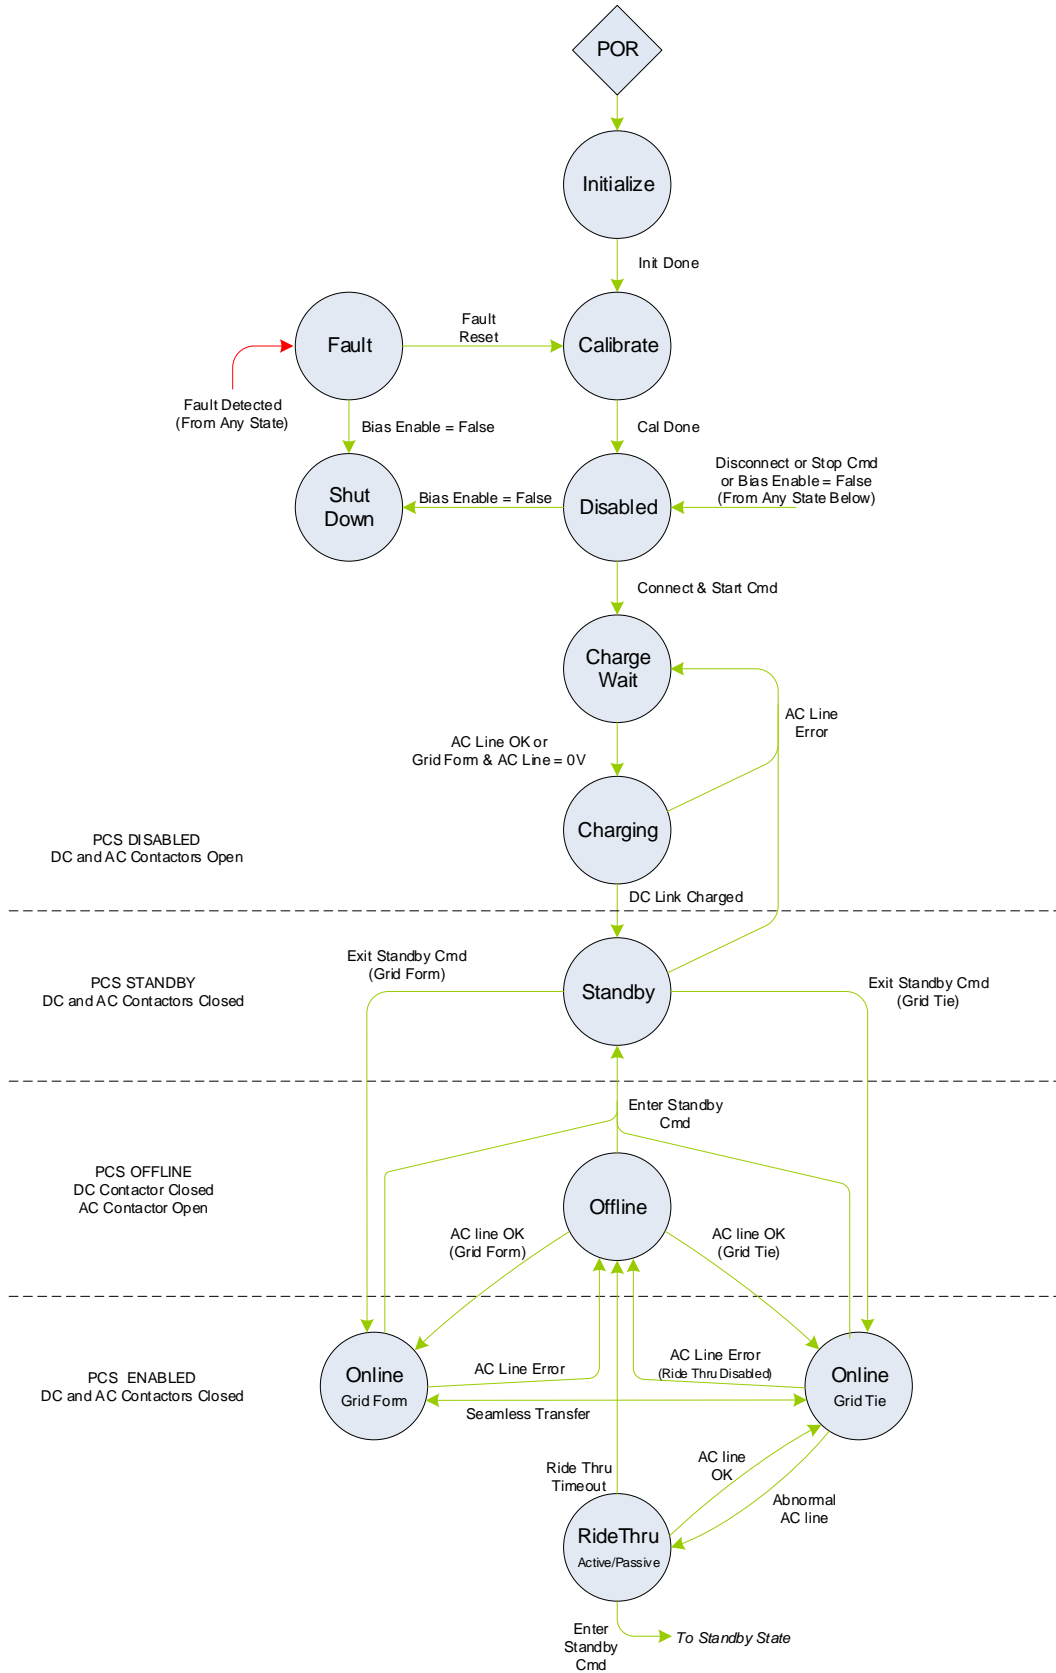 POR
Initialize
Init Done
Fault
Fault
Reset
Calibrate
Fault Detected
(From Any State)
Bias Enable = False
Cal Done
Disconnect or Stop Cmd
or Bias Enable = False
(From Any State Below)
Shut
Down
Bias Enable = False
Disabled
Connect & Start Cmd
Charge
Wait
AC Line
Error
AC Line OK or
Grid Form & AC Line = 0V
Charging
PCS DISABLED
DC and AC Contactors Open
DC Link Charged
Exit Standby Cmd
(Grid Form)
PCS STANDBY
DC and AC Contactors Closed
Standby
Exit Standby Cmd
(Grid Tie)
Enter Standby
Cmd
PCS OFFLINE
DC Contactor Closed
AC Contactor Open
Offline
AC line OK
(Grid Form)
AC line OK
(Grid Tie)
PCS ENABLED
DC and AC Contactors Closed
Online
Grid Form
AC Line Error
AC Line Error
(Ride Thru Disabled)
Online
Grid Tie
Seamless Transfer
Ride Thru
Timeout
AC line
OK
Abnormal
AC line
RideThru
Active/Passive
Enter
Standby
Cmd
To Standby State